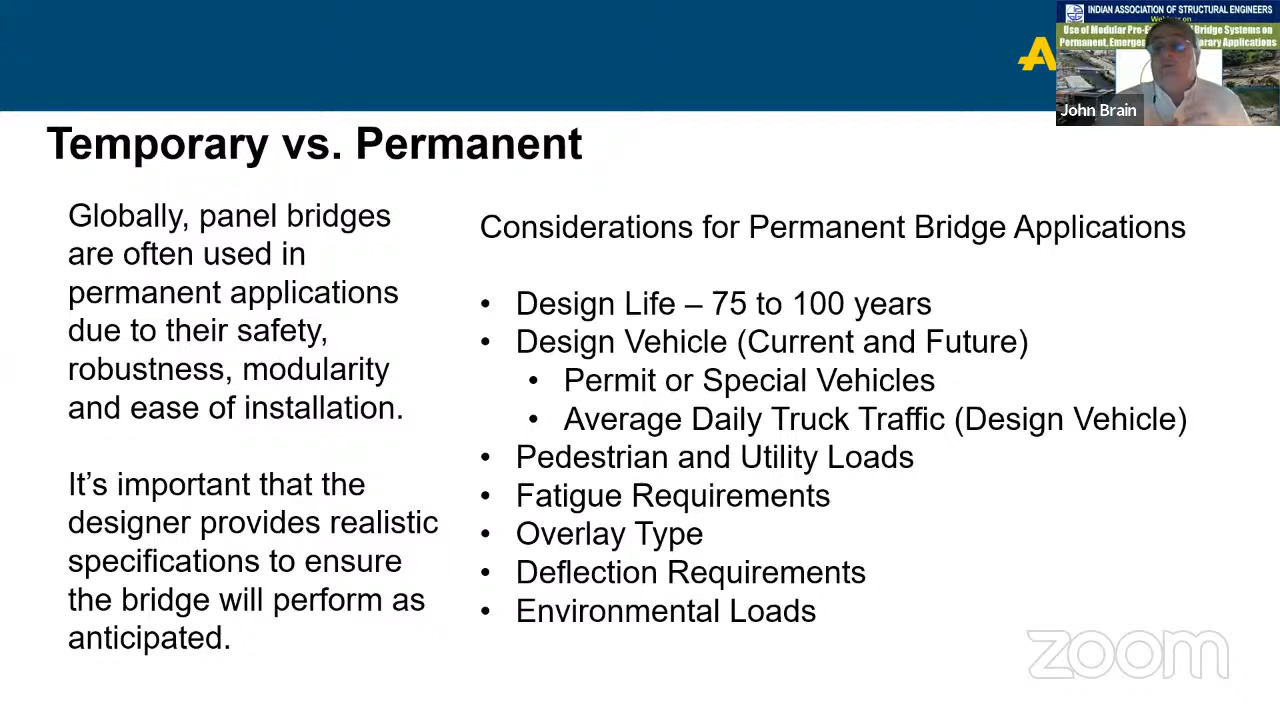 INDIAN ASSOCIATION OF STRUCTURAL ENGINEERS
Webinar on
Use of Modular Pre-E Bridge Systems on
Permanent, Emergen rary Applications
John Brain
A
Temporary vs. Permanent
Globally, panel bridges
are often used in
permanent applications
due to their safety,
robustness, modularity
and ease of installation.
It’s important that the
designer provides realistic
specifications to ensure
the bridge will perform as
anticipated.
Considerations for Permanent Bridge Applications
• Design Life – 75 to 100 years
• Design Vehicle (Current and Future)
• Permit or Special Vehicles
• Average Daily Truck Traffic (Design Vehicle)
• Pedestrian and Utility Loads
• Fatigue Requirements
• Overlay Type
• Deflection Requirements
• Environmental Loads
zoom